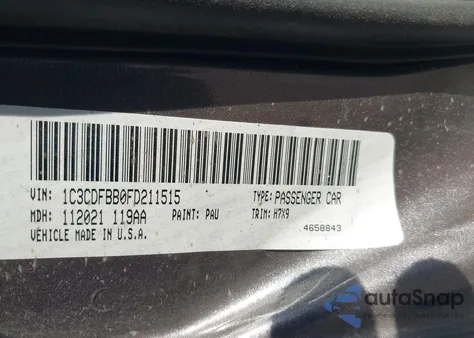 VIN: 1C3CDFBB0FD211515 TYPE: PASSENGER CAR
MDH: 112021 119AA PAINT: PAU TRIM: H7X9
VEHICLE MADE IN U.S.A. 4658843
autoSnap